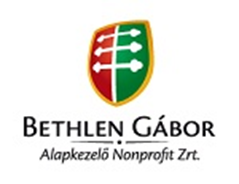 BETHLEN GÁBOR
Alapkezelő Nonprofit Zrt.